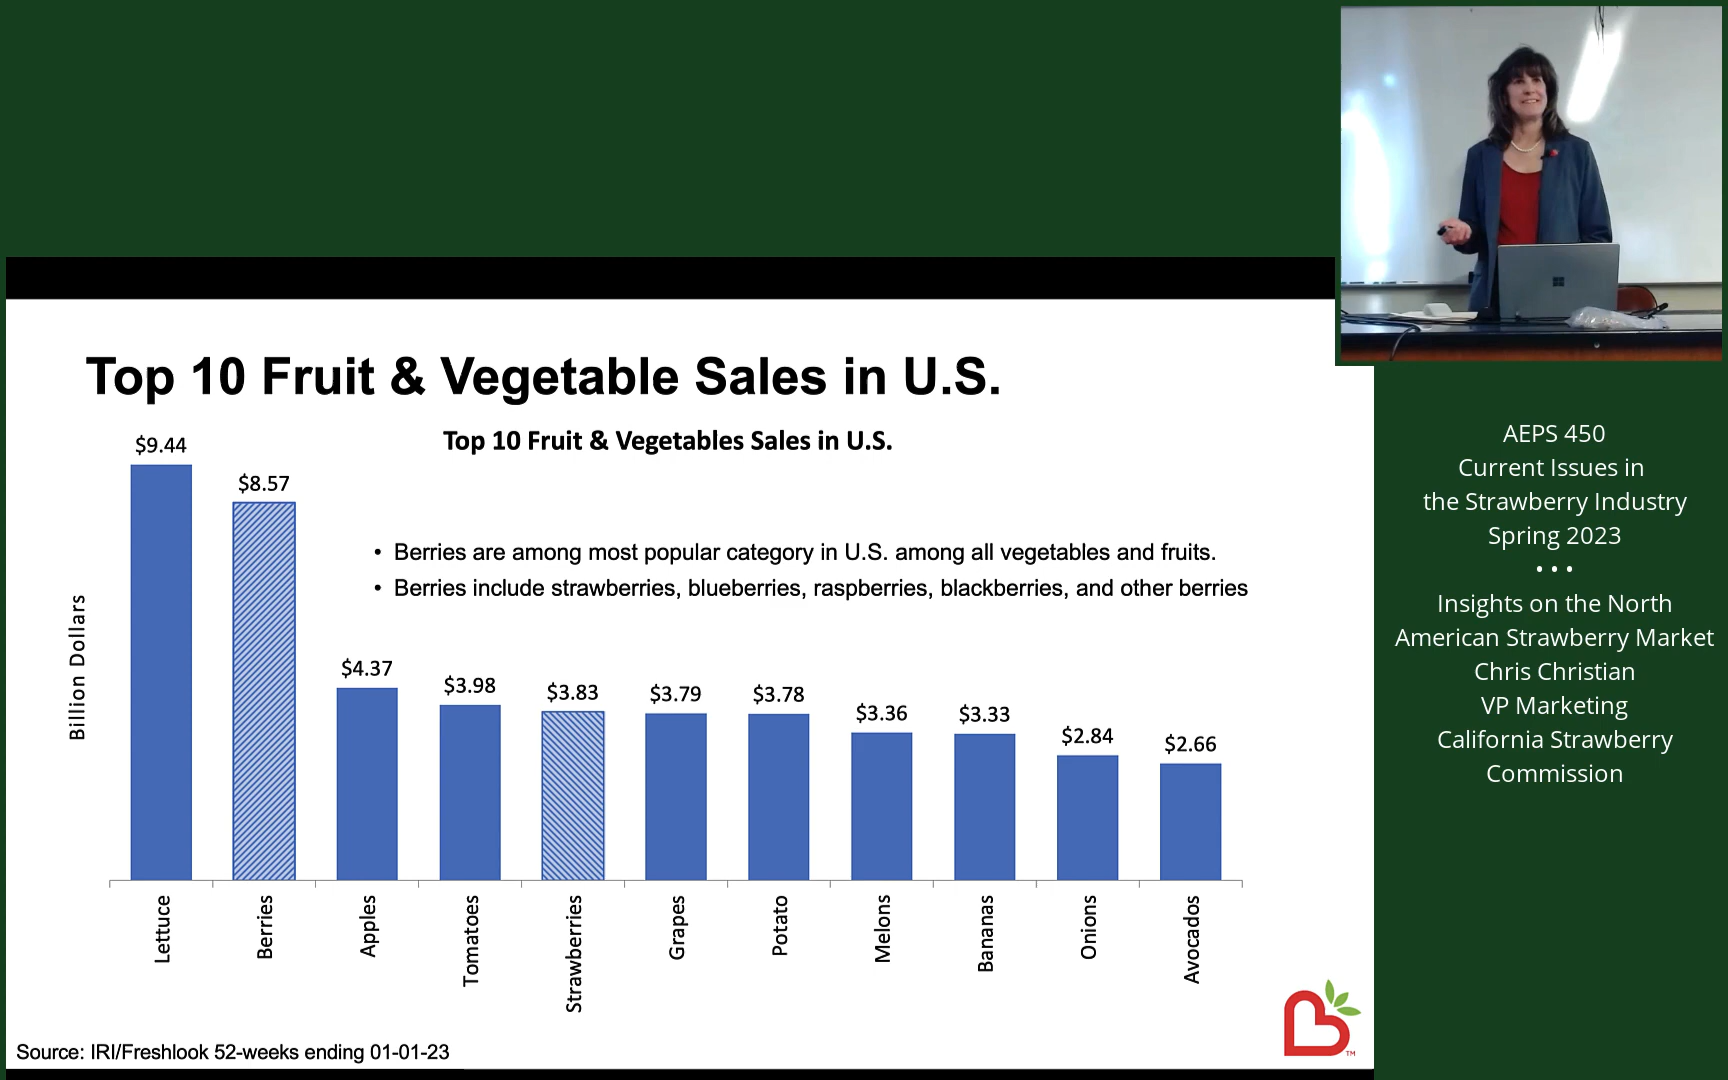 Top 10 Fruit & Vegetable Sales in U.S.
Top 10 Fruit & Vegetables Sales in U.S.
$9.44
$8.57
$4.37
$3.98
$3.83
$3.79
$3.78
$3.36
$3.33
$2.84
$2.66
• Berries are among most popular category in U.S. among all vegetables and fruits.
• Berries include strawberries, blueberries, raspberries, blackberries, and other berries
Billion Dollars
Lettuce
Berries
Apples
Tomatoes
Strawberries
Grapes
Potato
Melons
Bananas
Onions
Avocados
Source: IRI/Freshlook 52-weeks ending 01-01-23
TM
AEPS 450
Current Issues in
the Strawberry Industry
Spring 2023
• • •
Insights on the North
American Strawberry Market
Chris Christian
VP Marketing
California Strawberry
Commission